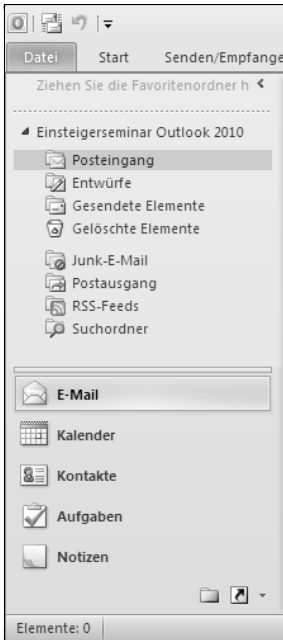 Datei Start Senden/Empfange
Ziehen Sie die Favoritenordner h
Einsteigerseminar Outlook 2010
Posteingang
Entwürfe
Gesendete Elemente
Gelöschte Elemente
Junk-E-Mail
Postausgang
RSS-Feeds
Suchordner
E-Mail
Kalender
Kontakte
Aufgaben
Notizen
Elemente: 0